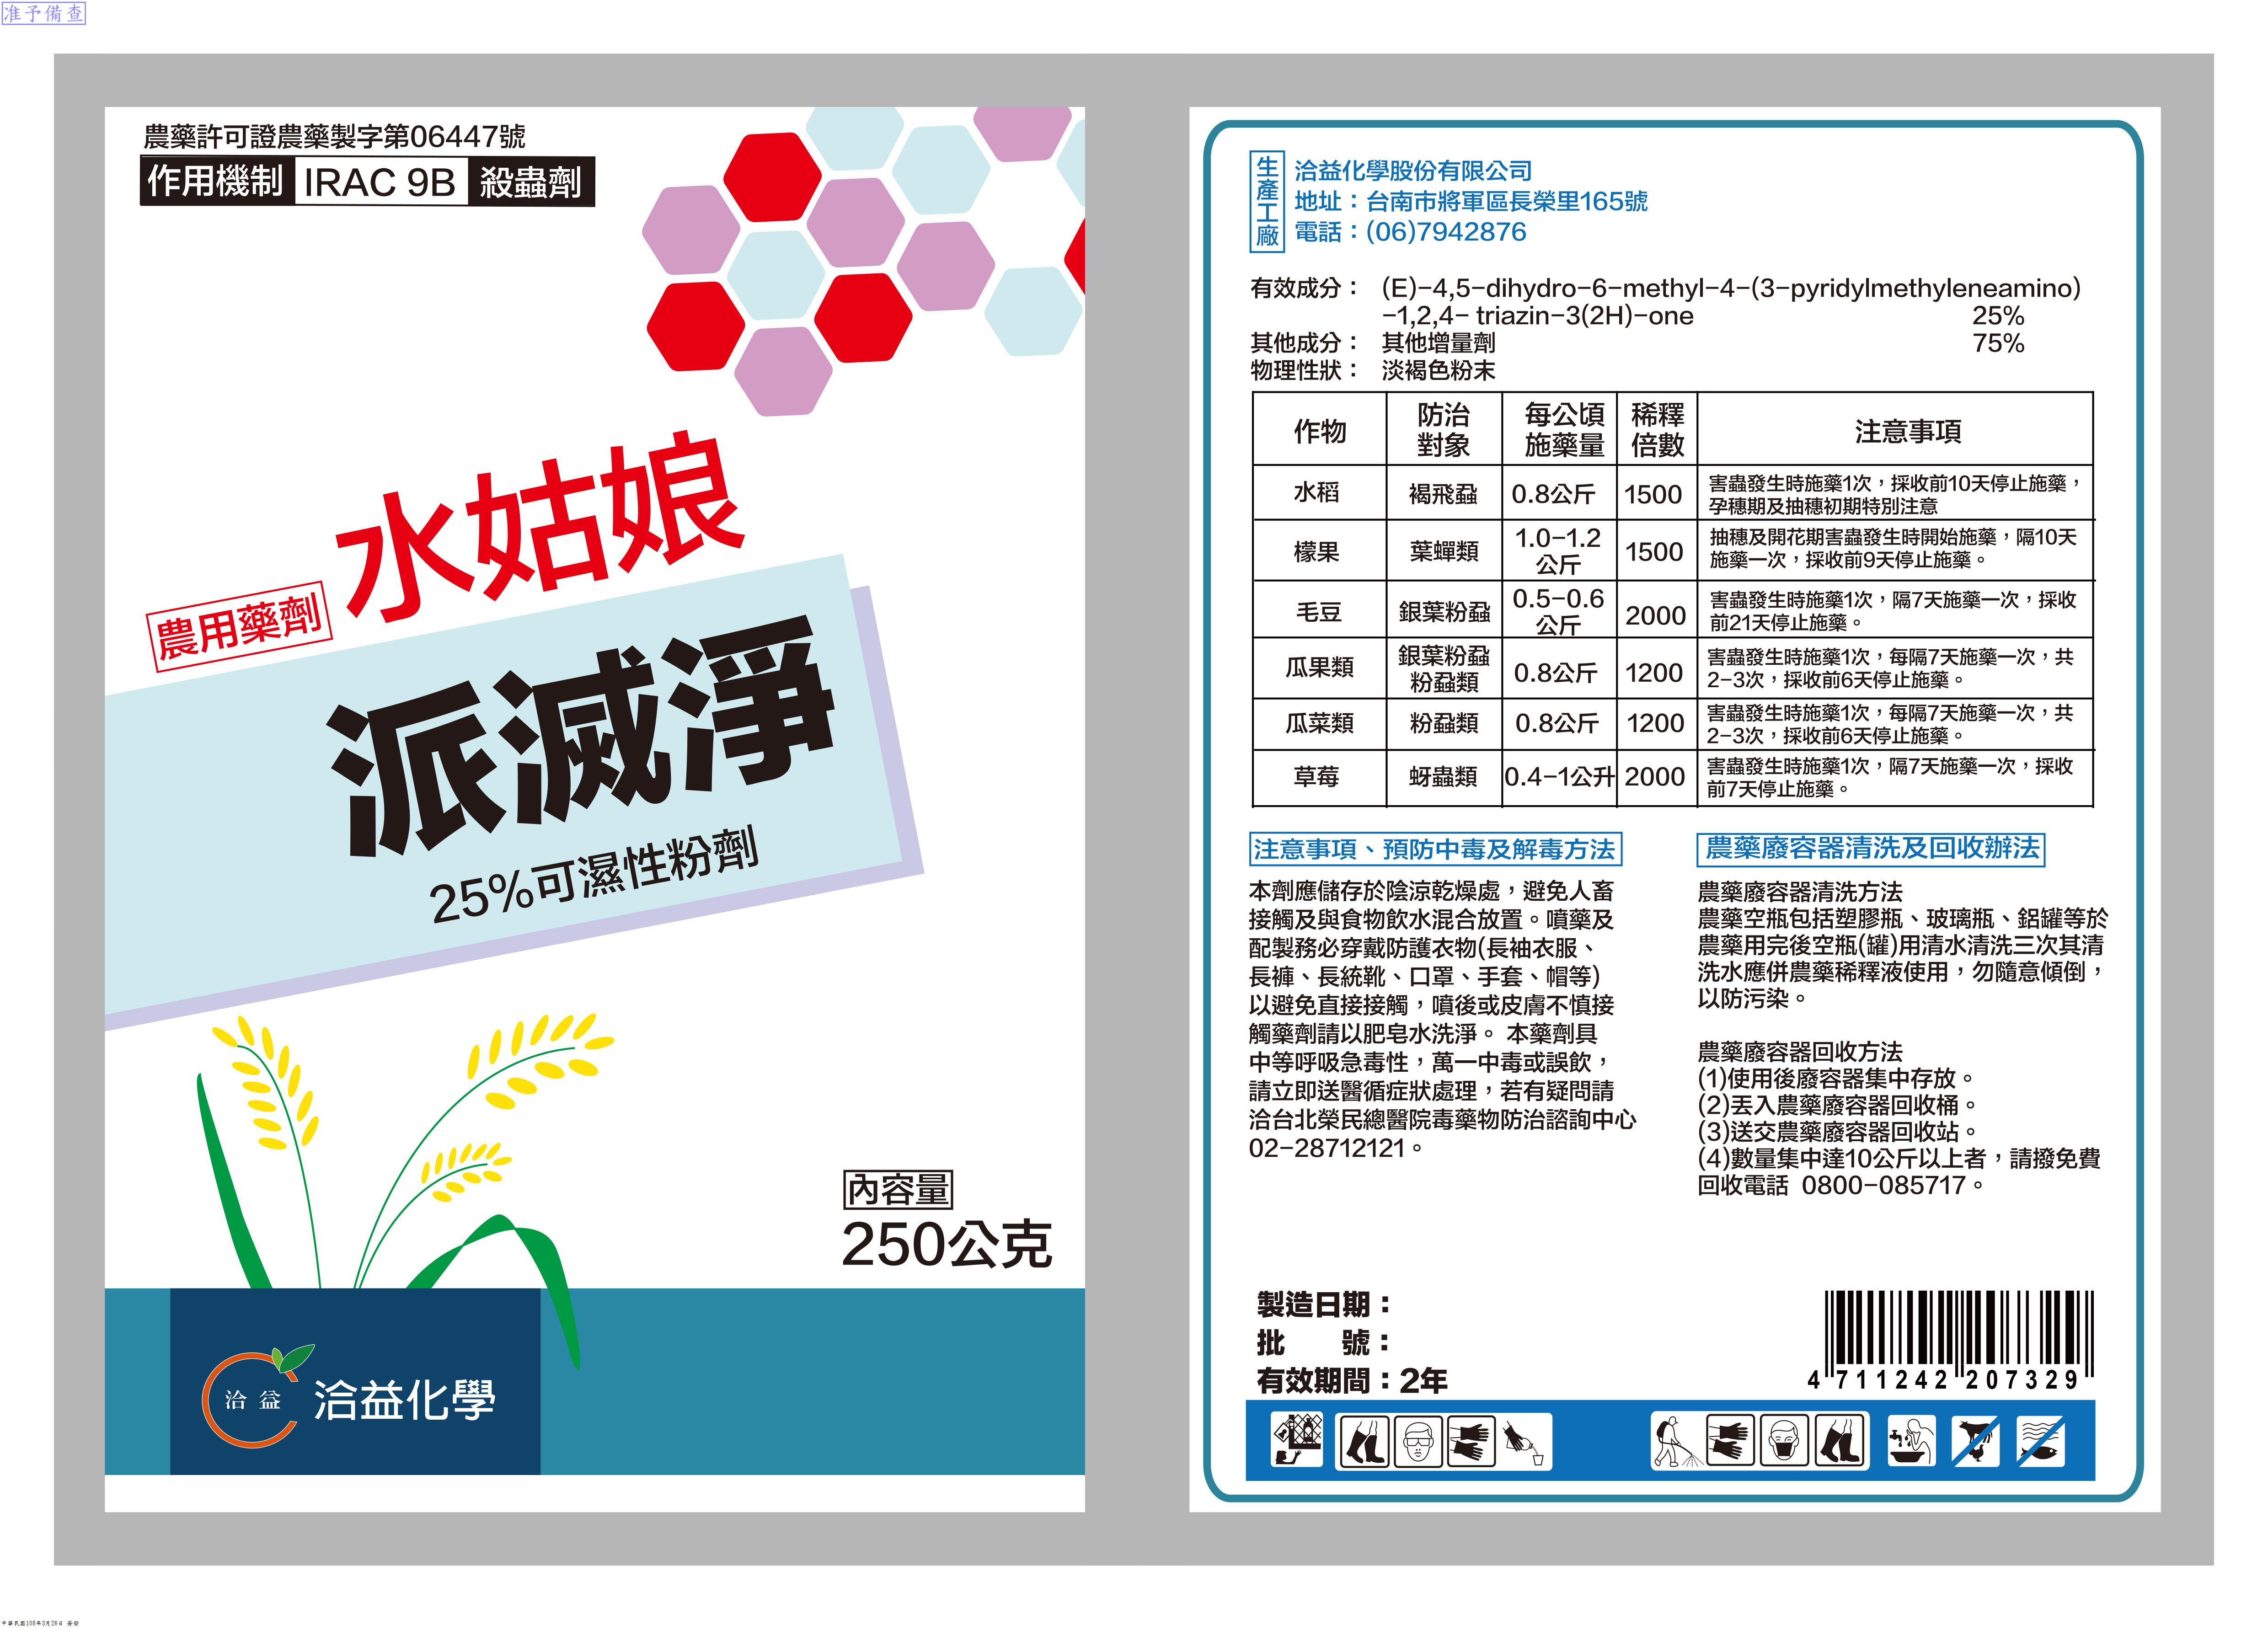 准予備查
農藥許可證農藥製字第06447號
作用機制 IRAC 9B 殺蟲劑
水姑娘
農用藥劑
派滅淨
25%可濕性粉劑
內容量
250公克
洽益
洽益化學
生產工廠
洽益化學股份有限公司
地址：台南市將軍區長榮里165號
電話：(06)7942876
有效成分： (E)-4,5-dihydro-6-methyl-4-(3-pyridylmethyleneamino)
-1,2,4- triazin-3(2H)-one 25%
其他成分： 其他增量劑 75%
物理性狀： 淡褐色粉末
作物 防治對象 每公頃施藥量 稀釋倍數 注意事項
水稻 褐飛蝨 0.8公斤 1500 害蟲發生時施藥1次，採收前10天停止施藥，
孕穗期及抽穗初期特別注意
檬果 葉蟬類 1.0-1.2公斤 1500 抽穗及開花期害蟲發生時開始施藥，隔10天
施藥一次，採收前9天停止施藥。
毛豆 銀葉粉蝨 0.5-0.6公斤 2000 害蟲發生時施藥1次，隔7天施藥一次，採收
前21天停止施藥。
瓜果類 銀葉粉蝨粉蝨類 0.8公斤 1200 害蟲發生時施藥1次，每隔7天施藥一次，共
2-3次，採收前6天停止施藥。
瓜菜類 粉蝨類 0.8公斤 1200 害蟲發生時施藥1次，每隔7天施藥一次，共
2-3次，採收前6天停止施藥。
草莓 蚜蟲類 0.4-1公升 2000 害蟲發生時施藥1次，隔7天施藥一次，採收
前7天停止施藥。
注意事項、預防中毒及解毒方法
本劑應儲存於陰涼乾燥處，避免人畜
接觸及與食物飲水混合放置。噴藥及
配製務必穿戴防護衣物(長袖衣服、
長褲、長統靴、口罩、手套、帽等)
以避免直接接觸，噴後或皮膚不慎接
觸藥劑請以肥皂水洗淨。 本藥劑具
中等呼吸急毒性，萬一中毒或誤飲，
請立即送醫循症狀處理，若有疑問請
洽台北榮民總醫院毒藥物防治諮詢中心
02-28712121。
農藥廢容器清洗及回收辦法
農藥廢容器清洗方法
農藥空瓶包括塑膠瓶、玻璃瓶、鋁罐等於
農藥用完後空瓶(罐)用清水清洗三次其清
洗水應併農藥稀釋液使用，勿隨意傾倒，
以防污染。
農藥廢容器回收方法
(1)使用後廢容器集中存放。
(2)丟入農藥廢容器回收桶。
(3)送交農藥廢容器回收站。
(4)數量集中達10公斤以上者，請撥免費
回收電話 0800-085717。
製造日期：
批 號：
有效期間：2年
4 711242 207329
中華民國108年3月26日